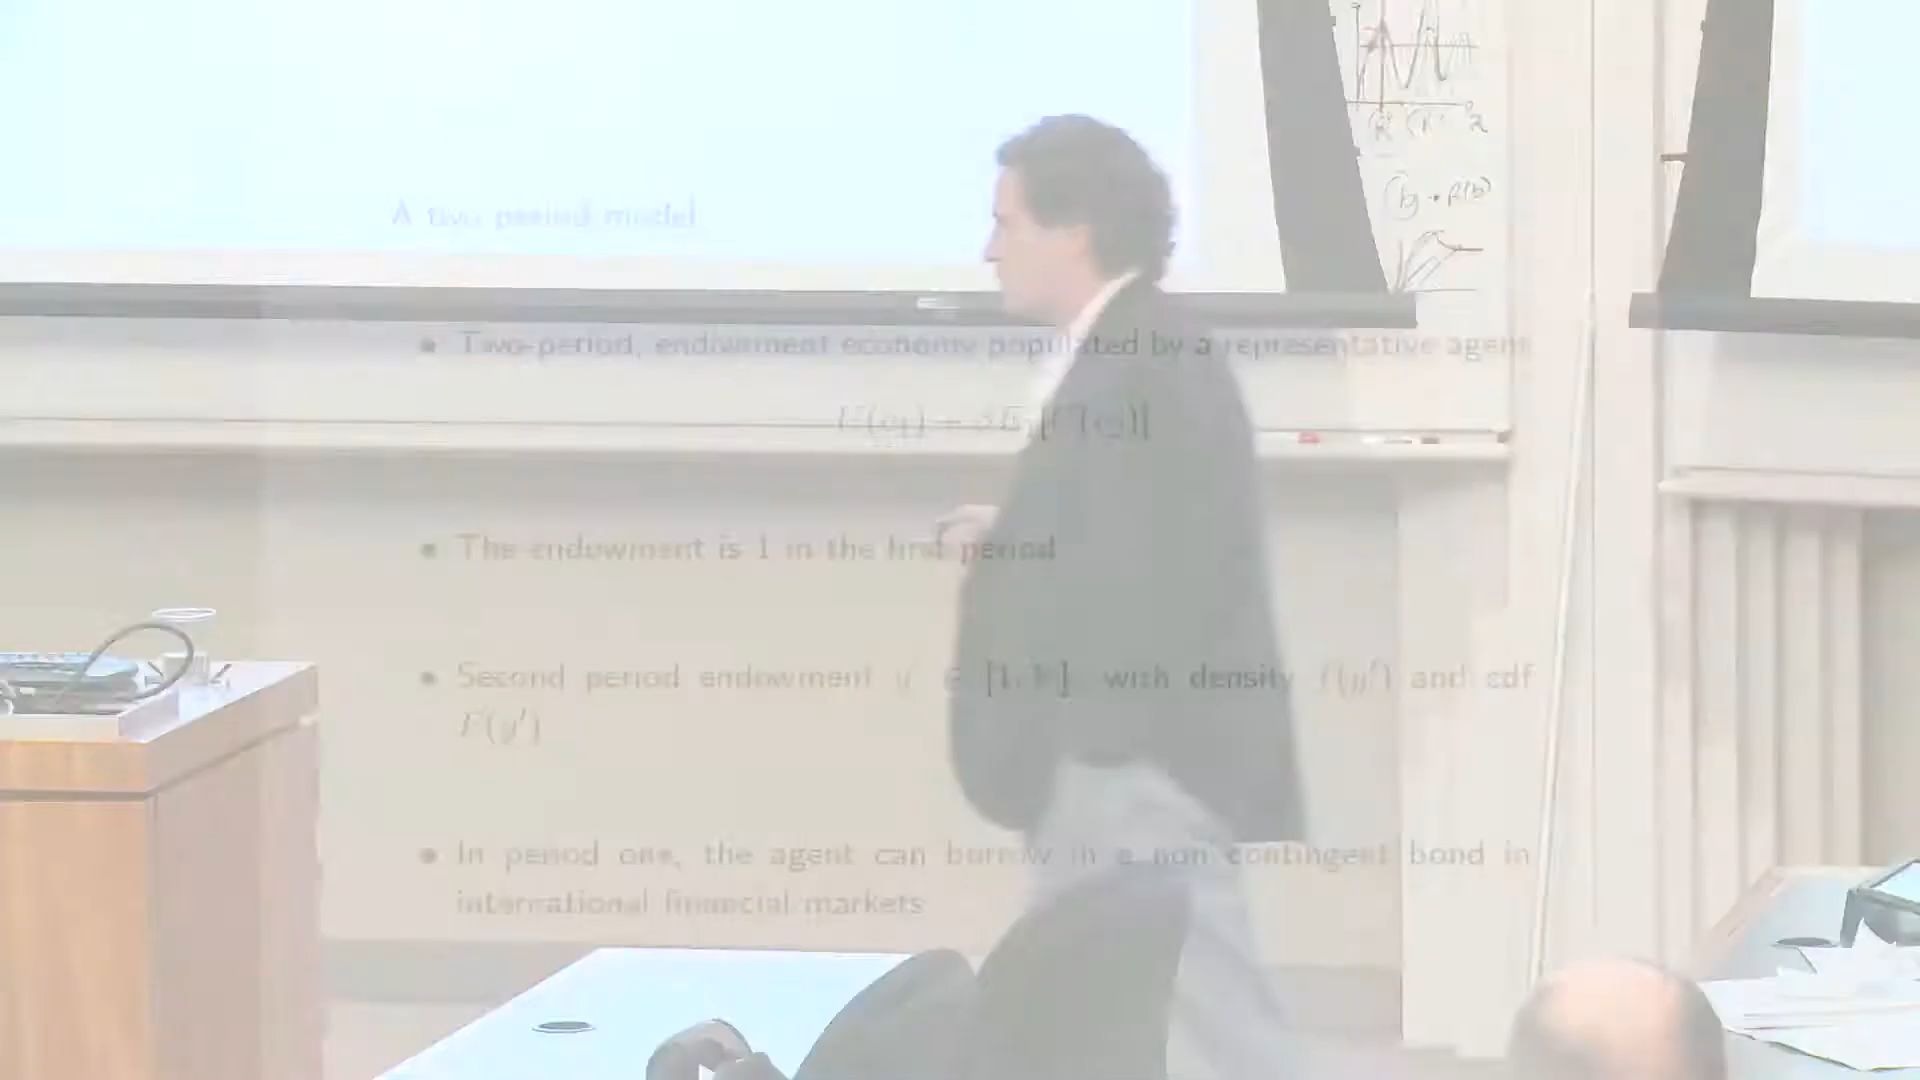 A two period model
• Two-period, endowment economy populated by a representative agent
• The endowment is 1 in the first period
• Second period endowment y' ∈ [1, Y], with density f(y') and cdf
F(y')
• In period one, the agent can borrow in a non contingent bond in
international financial markets